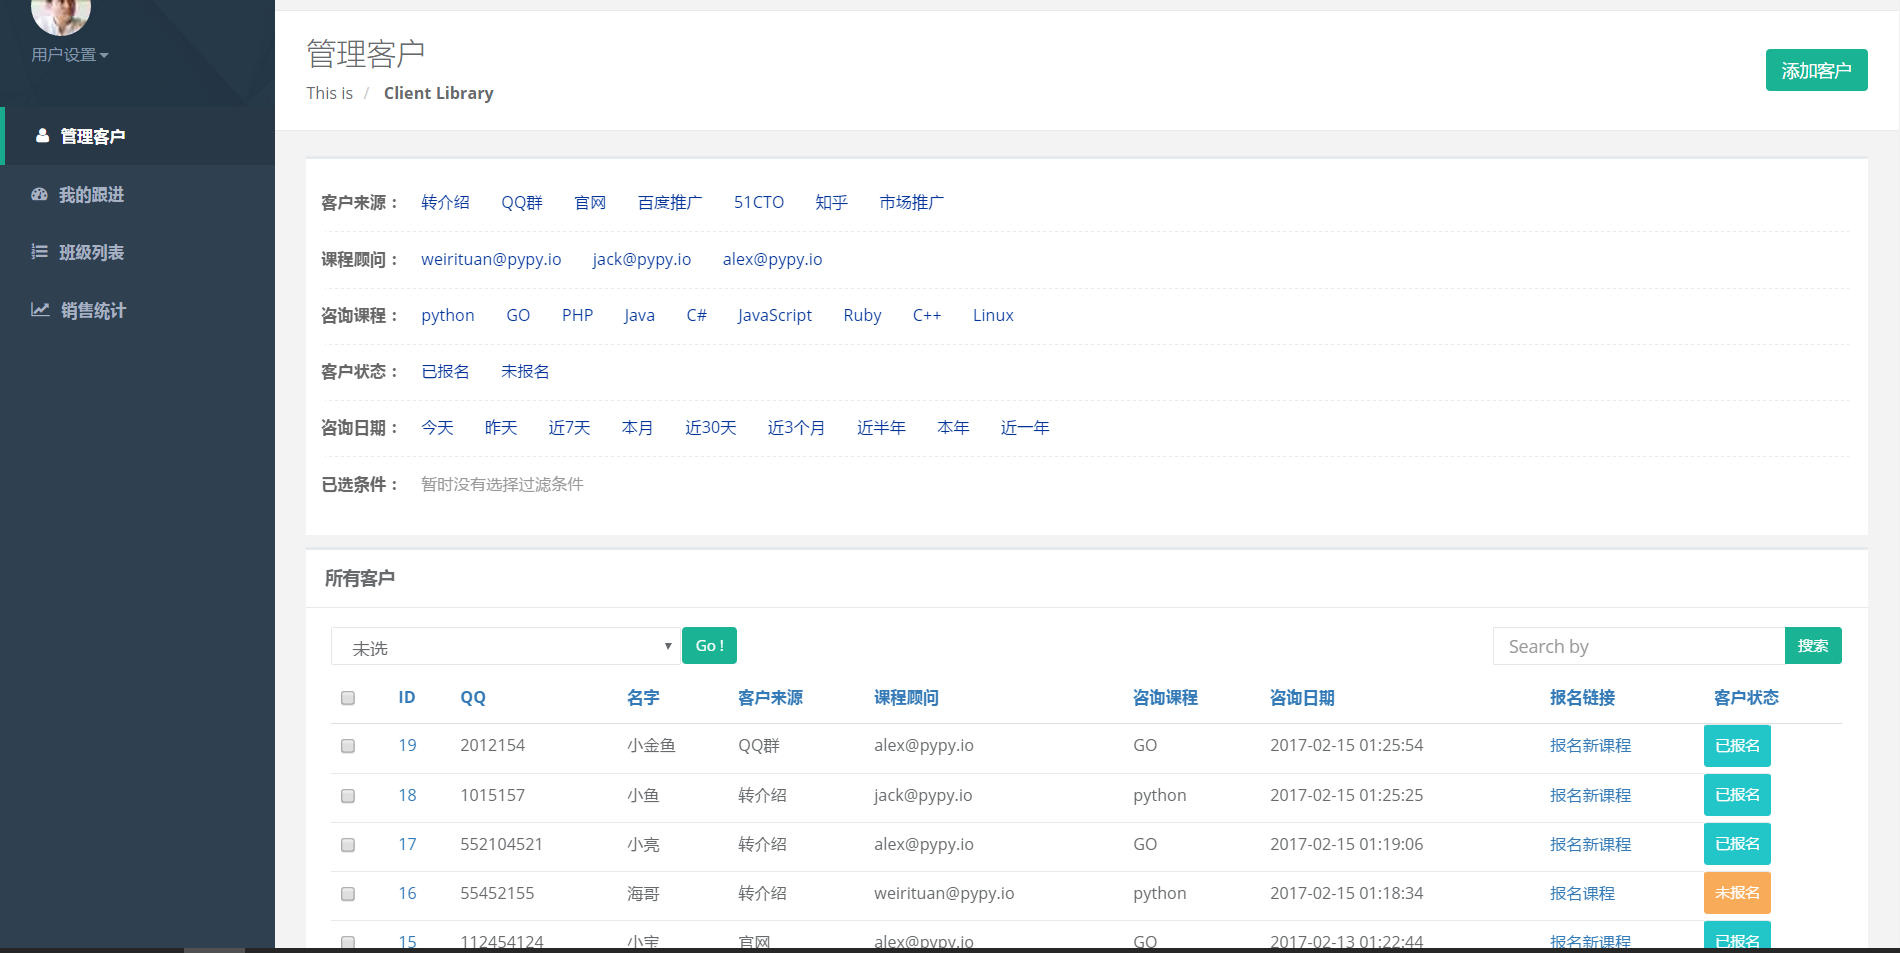 用户设置
管理客户
我的跟进
班级列表
销售统计
管理客户
This is / Client Library
添加客户
客户来源： 转介绍 QQ群 官网 百度推广 51CTO 知乎 市场推广
课程顾问： weirituan@pypy.io jack@pypy.io alex@pypy.io
咨询课程： python GO PHP Java C# JavaScript Ruby C++ Linux
客户状态： 已报名 未报名
咨询日期： 今天 昨天 近7天 本月 近30天 近3个月 近半年 本年 近一年
已选条件： 暂时没有选择过滤条件
所有客户
未选 Go ! Search by 搜索
ID QQ 名字 客户来源 课程顾问 咨询课程 咨询日期 报名链接 客户状态
19 2012154 小金鱼 QQ群 alex@pypy.io GO 2017-02-15 01:25:54 报名新课程 已报名
18 1015157 小鱼 转介绍 jack@pypy.io python 2017-02-15 01:25:25 报名新课程 已报名
17 552104521 小亮 转介绍 alex@pypy.io GO 2017-02-15 01:19:06 报名新课程 已报名
16 55452155 海哥 转介绍 weirituan@pypy.io python 2017-02-15 01:18:34 报名课程 未报名
15 112454124 小宝 官网 alex@pypy.io GO 2017-02-13 01:22:44 报名新课程 已报名